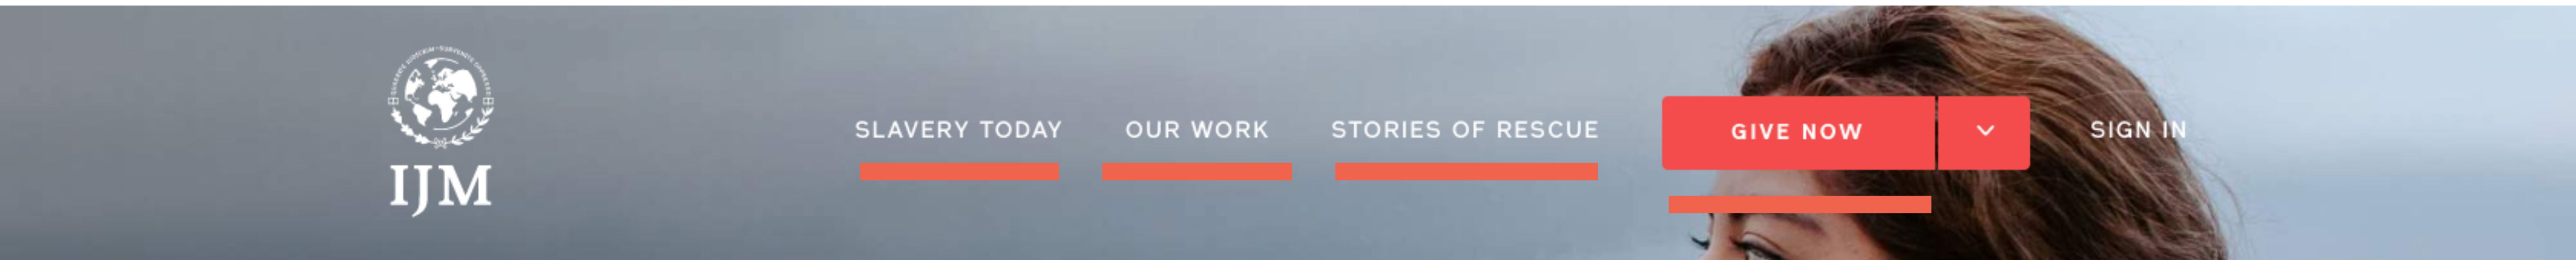 IJM
SLAVERY TODAY
OUR WORK
STORIES OF RESCUE
GIVE NOW
SIGN IN